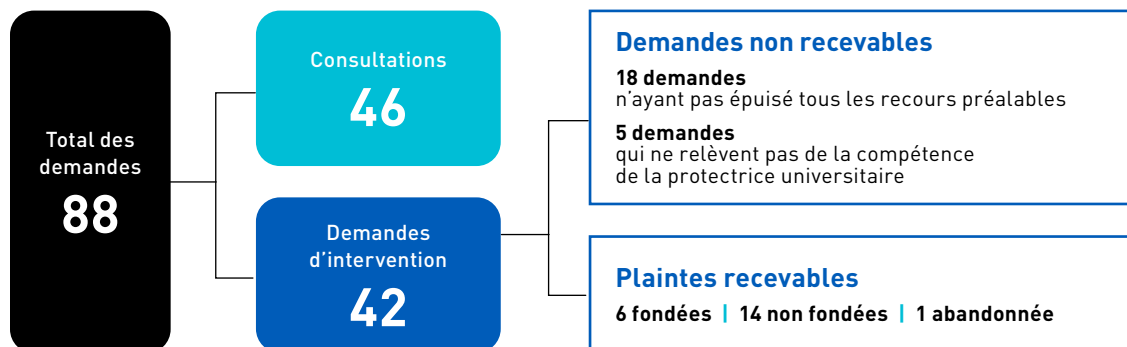 Total des
demandes
88
Consultations
46
Demandes
d'intervention
42
Demandes non recevables
18 demandes
n'ayant pas épuisé tous les recours préalables
5 demandes
qui ne relèvent pas de la compétence
de la protectrice universitaire
Plaintes recevables
6 fondées | 14 non fondées | 1 abandonnée